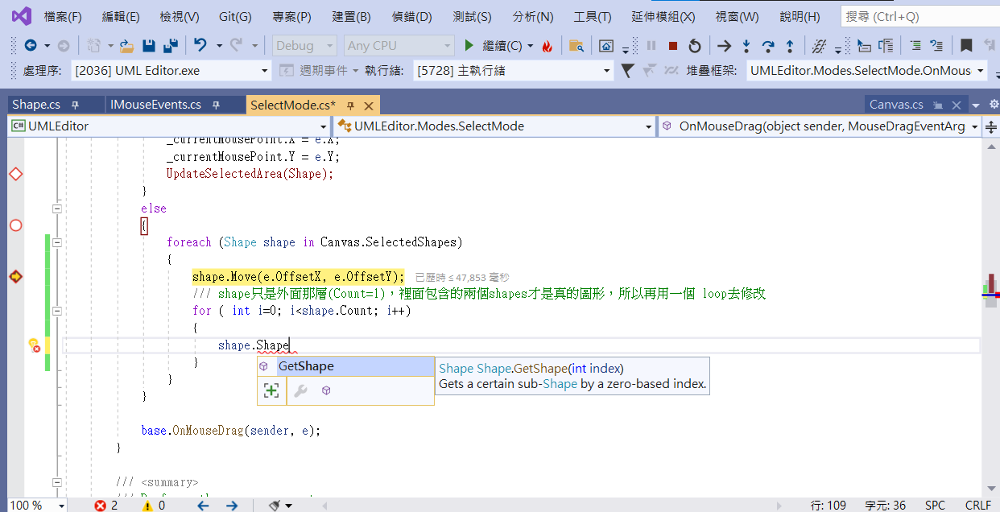 檔案(F) 編輯(E) 檢視(V) Git(G) 專案(P) 建置(B) 偵錯(D) 測試(S) 分析(N) 工具(T) 延伸模組(X) 視窗(W) 說明(H) 搜尋 (Ctrl+Q)
Debug Any CPU 繼續(C)
處理序: [2036] UML Editor.exe 週期事件 執行緒: [5728] 主執行緒 堆疊框架: UMLEditor.Modes.SelectMode.OnMous
Shape.cs IMouseEvents.cs SelectMode.cs* Canvas.cs
C# UMLEditor UMLEditor.Modes.SelectMode OnMouseDrag(object sender, MouseDragEventArg
_currentMousePoint.X = e.X;
_currentMousePoint.Y = e.Y;
UpdateSelectedArea(Shape);
}
else
{
foreach (Shape shape in Canvas.SelectedShapes)
{
shape.Move(e.OffsetX, e.OffsetY); 已歷時 ≤ 47,853 毫秒
/// shape只是外面那層(Count=1)，裡面包含的兩個shapes才是真的圖形，所以再用一個 loop去修改
for ( int i=0; i<shape.Count; i++)
{
shape.Shape
}
GetShape
Shape Shape.GetShape(int index)
Gets a certain sub-Shape by a zero-based index.
}
}
base.OnMouseDrag(sender, e);
}
/// <summary>
100 % 2 0 行: 109 字元: 36 SPC CRLF